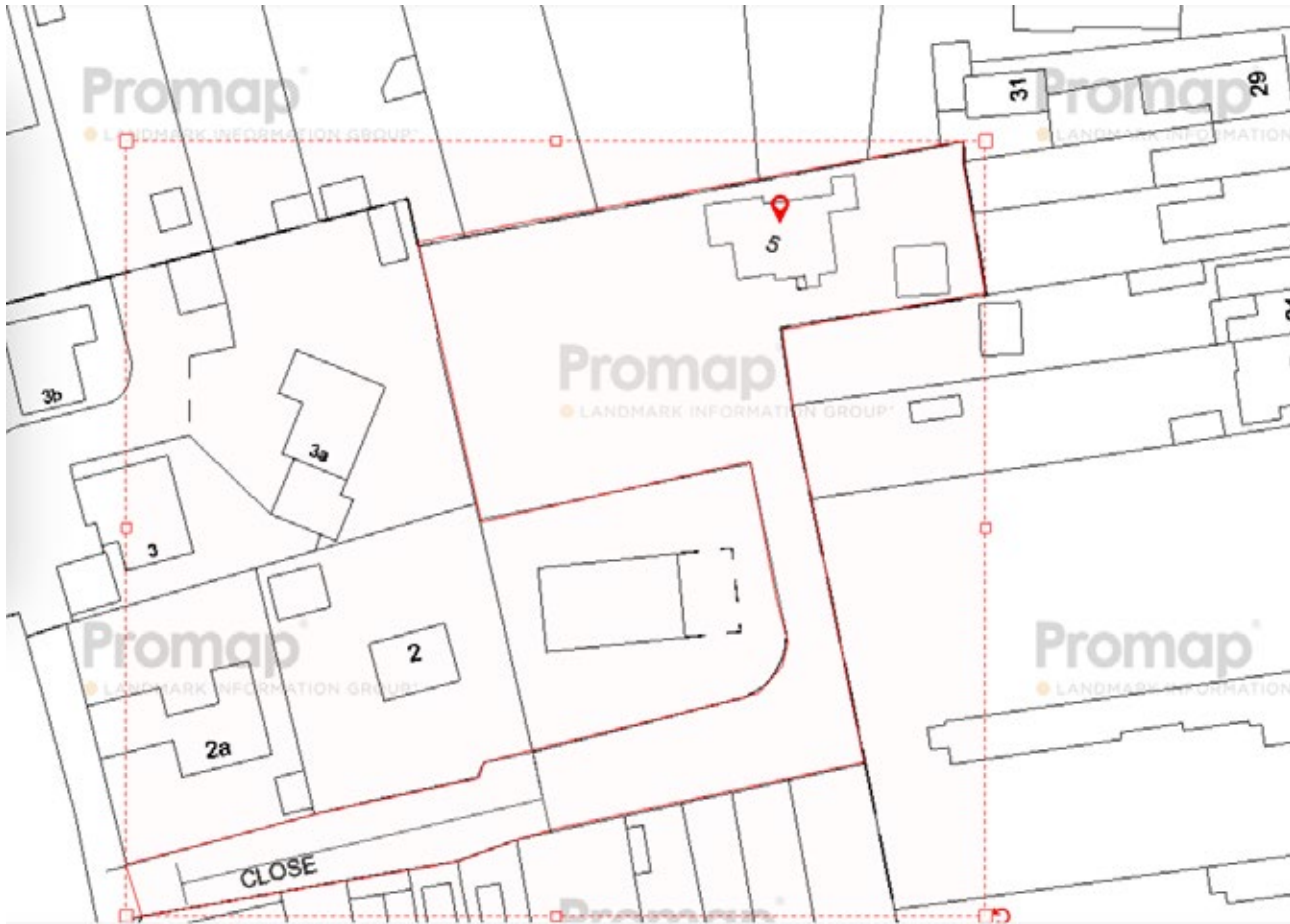 Promap
LANDMARK INFORMATION GROUP
Promap
LANDMARK INFORMATION
31
29
5
3b
Promap
LANDMARK INFORMATION GROUP
3a
3
Promap
LANDMARK INFORMATION GROUP
2
2a
Promap
LANDMARK INFORMATION
CLOSE
Promap